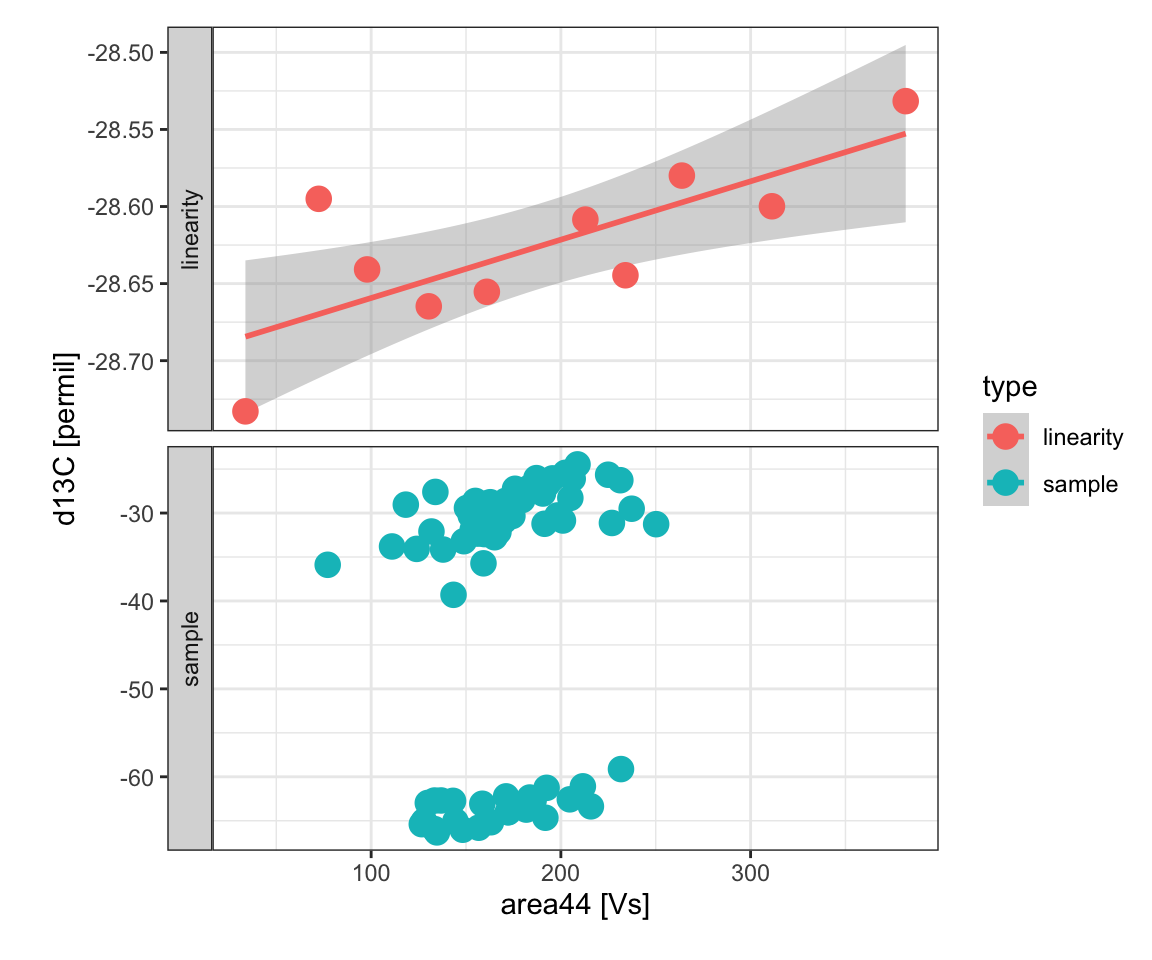 d13C [permil]
linearity
-28.50
-28.55
-28.60
-28.65
-28.70
sample
-30
-40
-50
-60
100 200 300
area44 [Vs]
type
linearity
sample